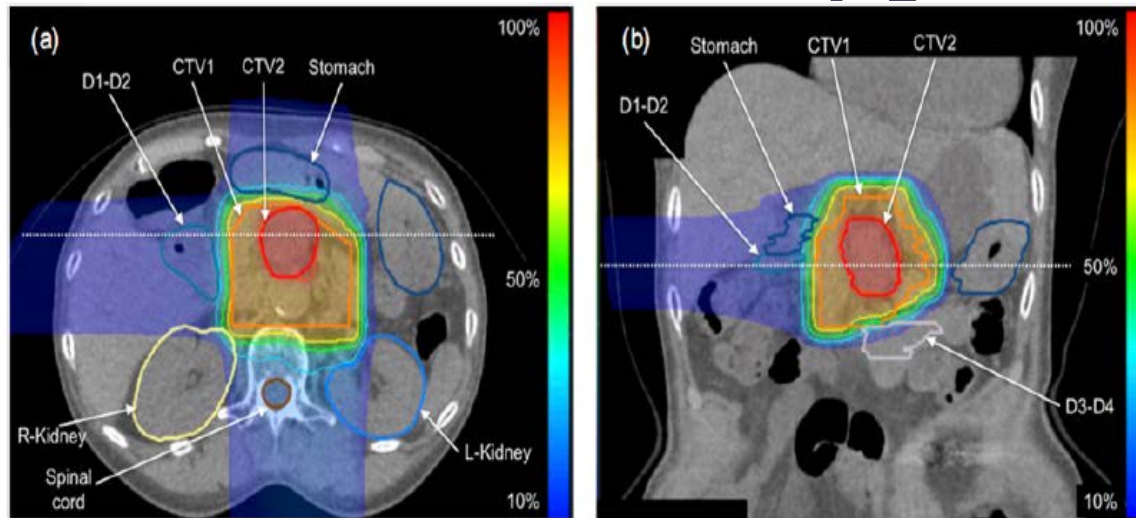 (a)
100%
CTV1 CTV2 Stomach
D1-D2
50%
R-Kidney
L-Kidney
Spinal
cord
10%
(b)
100%
Stomach
CTV1
CTV2
D1-D2
50%
D3-D4
10%